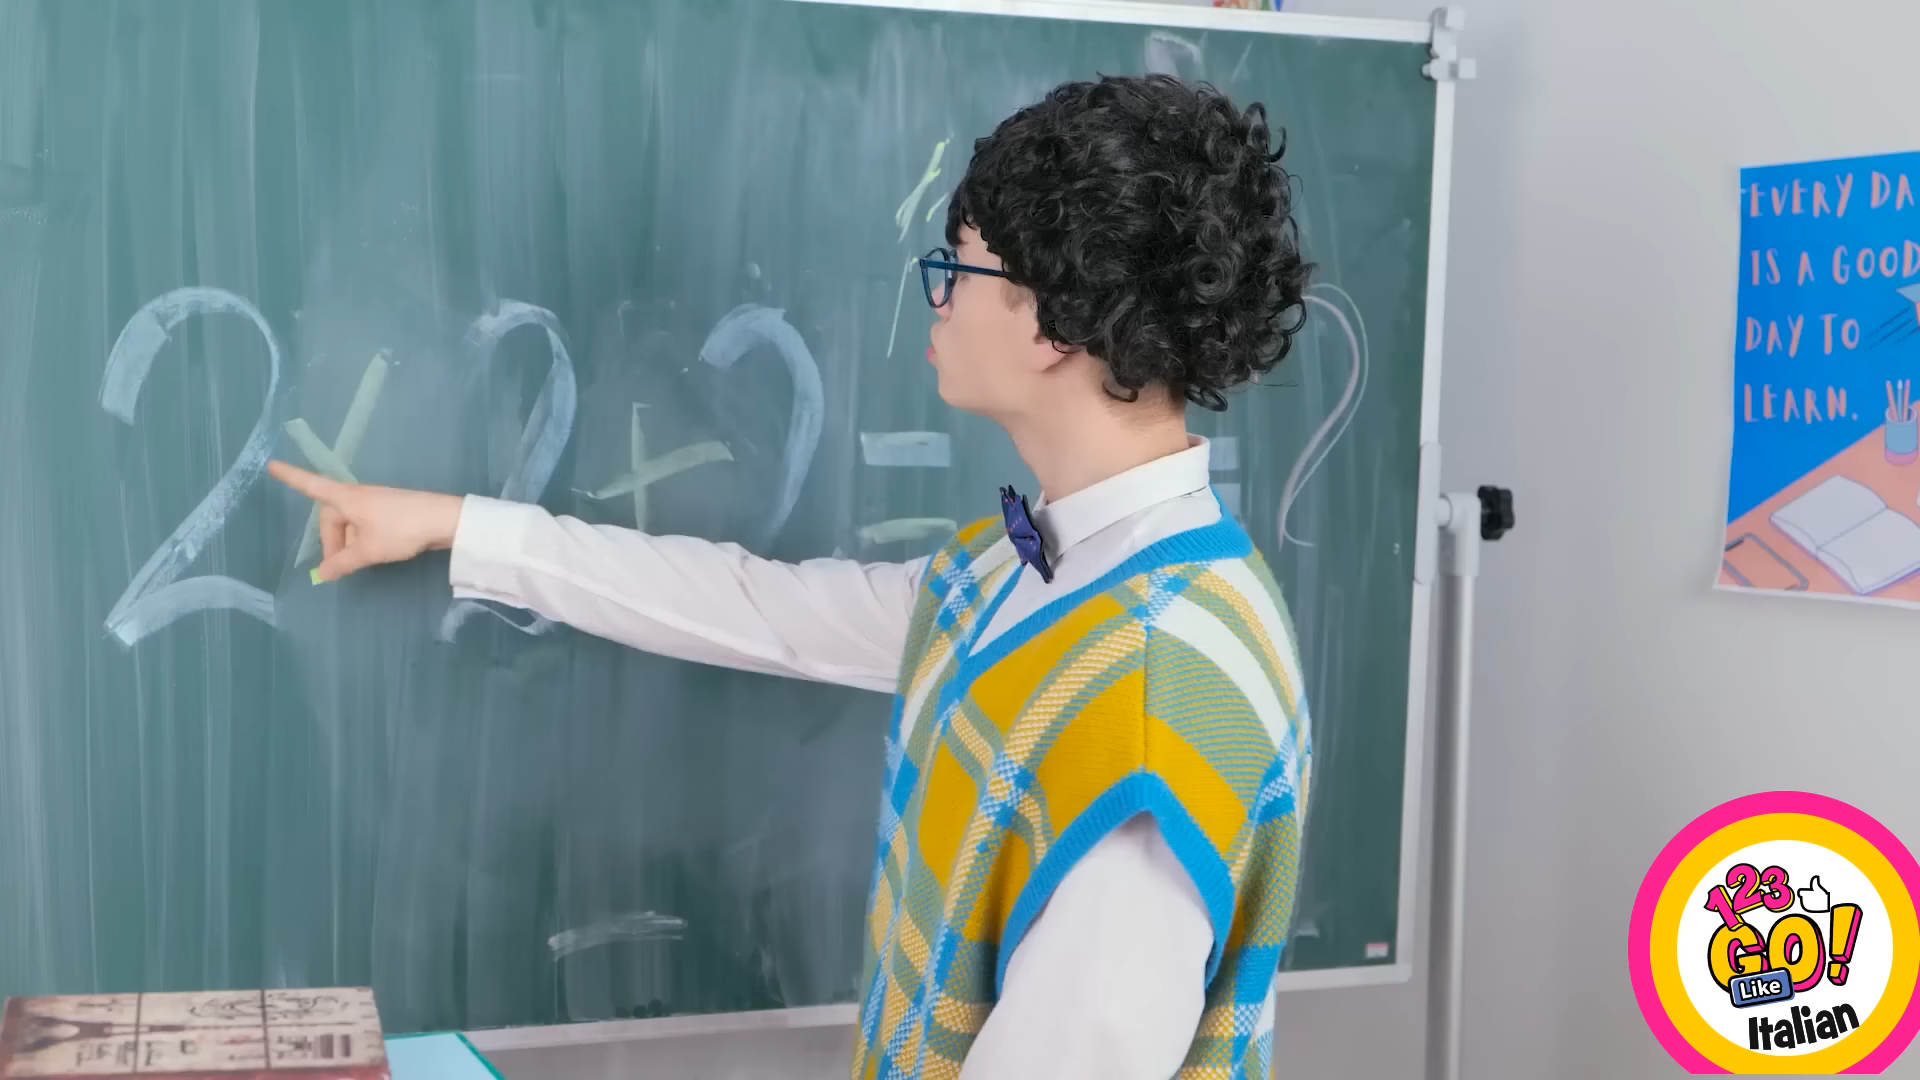 2 × 2 + 2 =
= ?
EVERY DA
IS A GOOD
DAY TO
LEARN.
123
GO!
Like
Italian